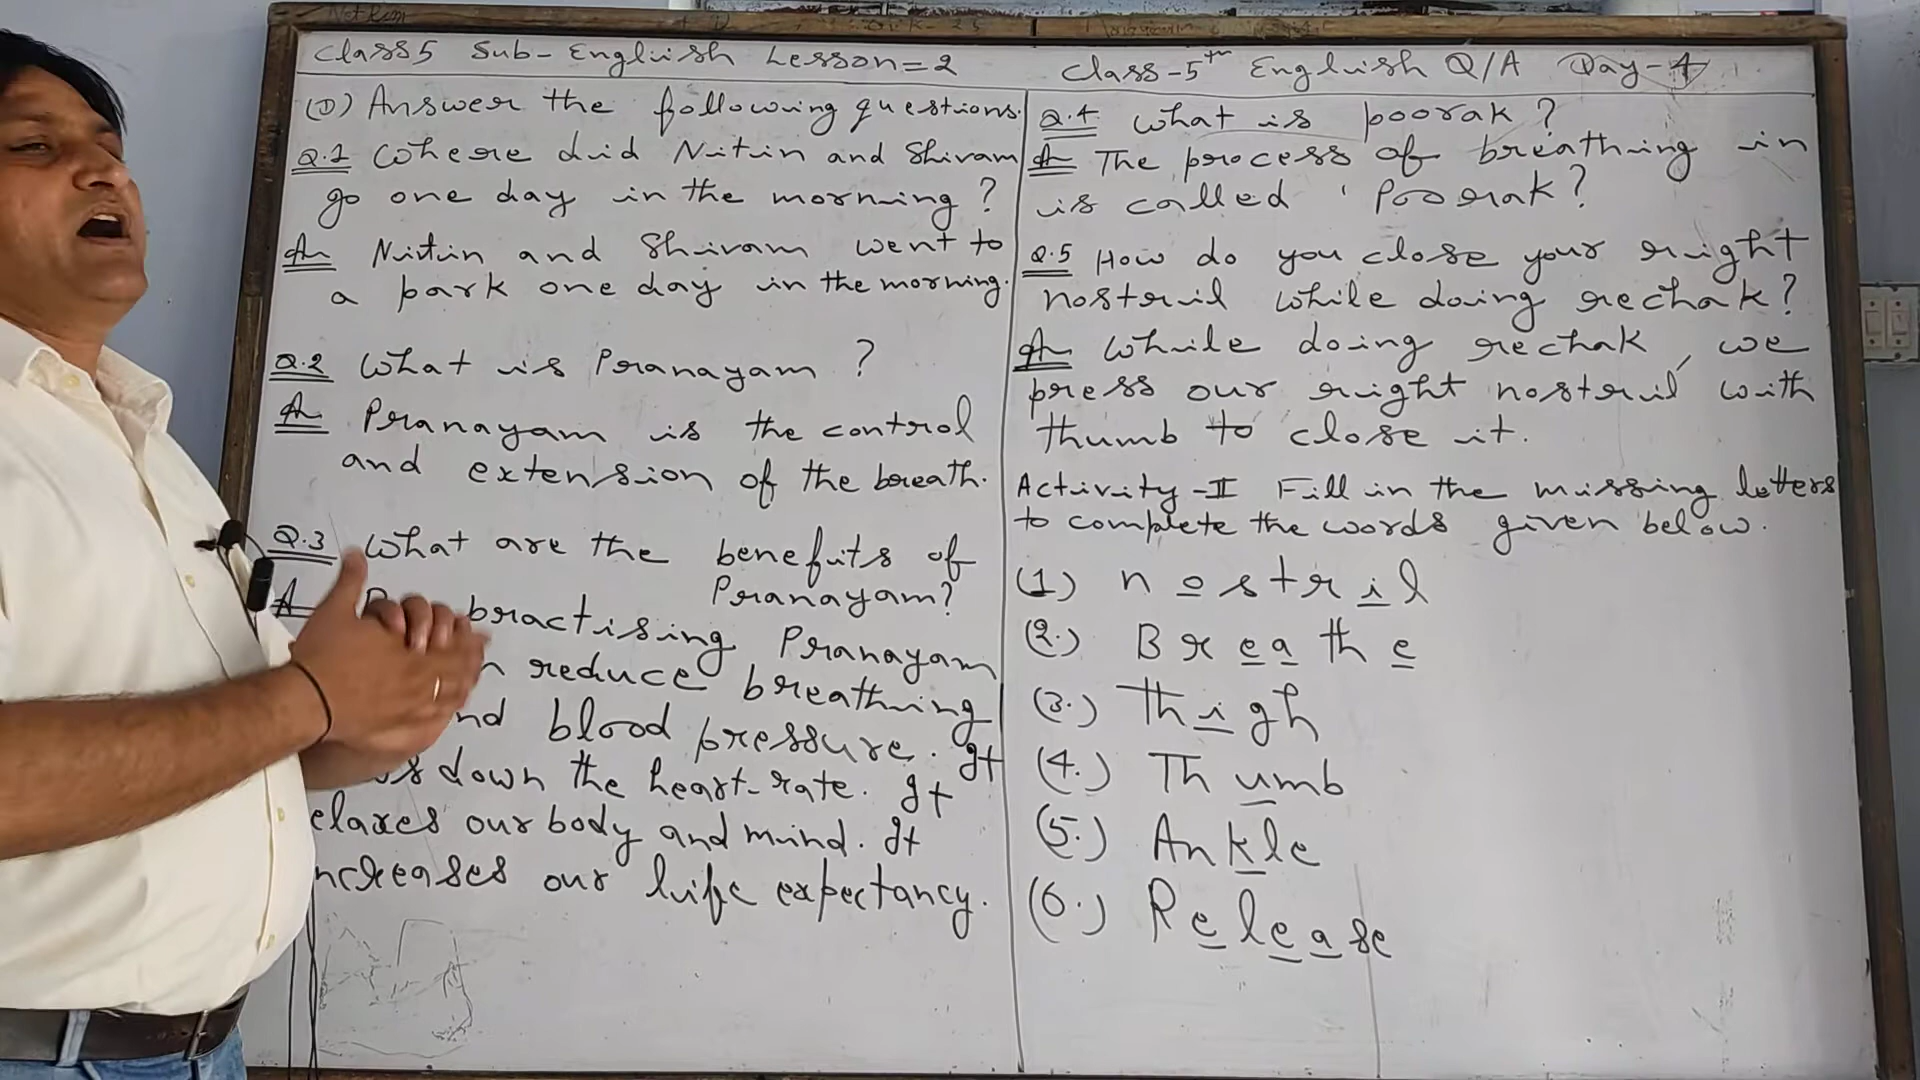 Class 5 Sub- English Lesson=2
(D) Answer the following questions.
Q.1 Where did Nitin and Shivam
go one day in the morning?
A Nitin and Shivam went to
a park one day in the morning.
Q.2 What is Pranayam ?
A Pranayam is the control
and extension of the breath.
Q.3 What are the benefits of
Pranayam?
A practising Pranayam
reduce breathing
blood pressure. It
down the heart-rate. It
our body and mind. It
our life expectancy.
Class-5th English Q/A Day-4
Q.4 What is poorak ?
A The process of breathing in
is called 'Poorak?
Q.5 How do you close your right
nostril while doing rechak?
A While doing rechak, we
press our right nostril with
thumb to close it.
Activity-II Fill in the missing letters
to complete the words given below.
(1) nostril
(2.) Breathe
(3.) Thigh
(4.) Thumb
(5.) Ankle
(6.) Release